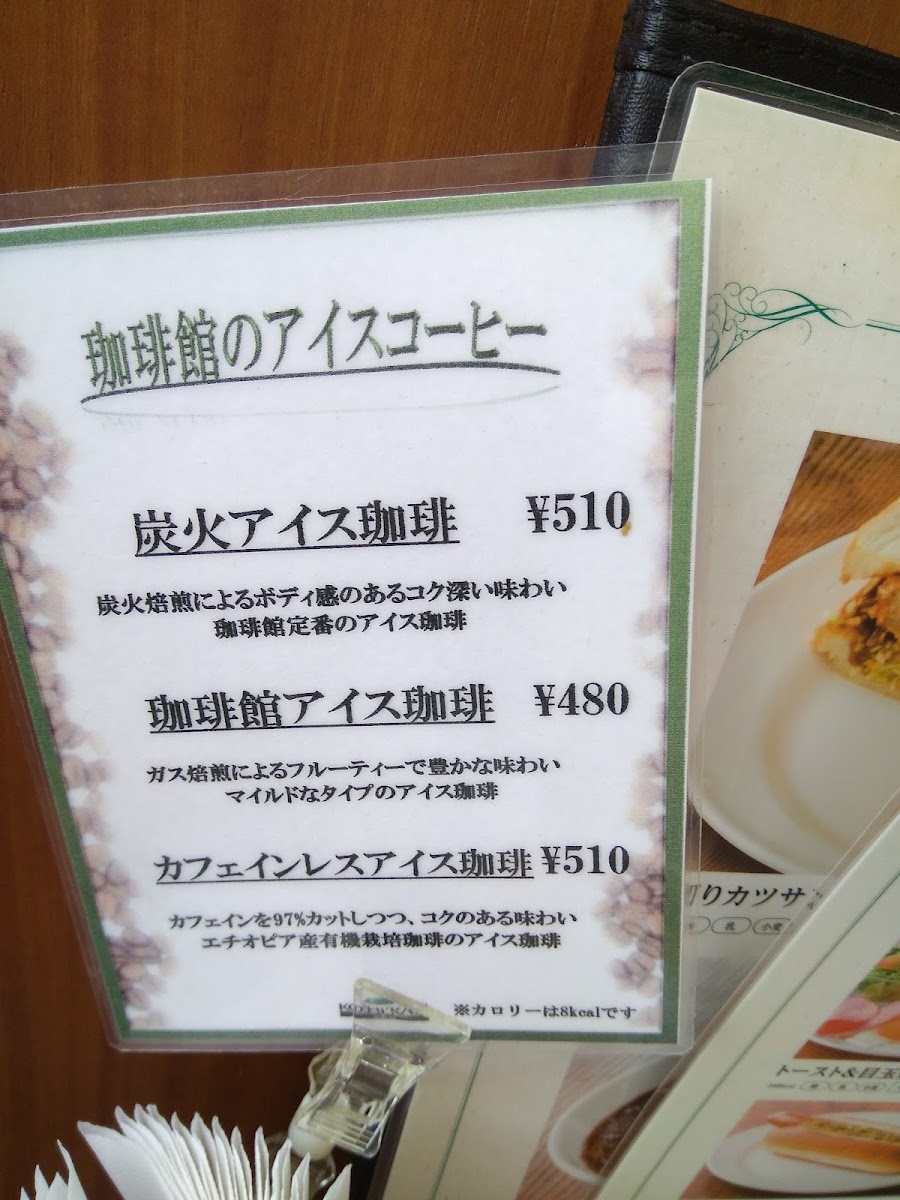 珈琲館のアイスコーヒー
炭火アイス珈琲 ¥510
炭火焙煎によるボディ感のあるコク深い味わい
珈琲館定番のアイス珈琲
珈琲館アイス珈琲 ¥480
ガス焙煎によるフルーティーで豊かな味わい
マイルドなタイプのアイス珈琲
カフェインレスアイス珈琲 ¥510
カフェインを97%カットしつつ、コクのある味わい
エチオピア産有機栽培珈琲のアイス珈琲
※カロリーは8kcalです
りカツサ
乳 小麦
トースト&目玉